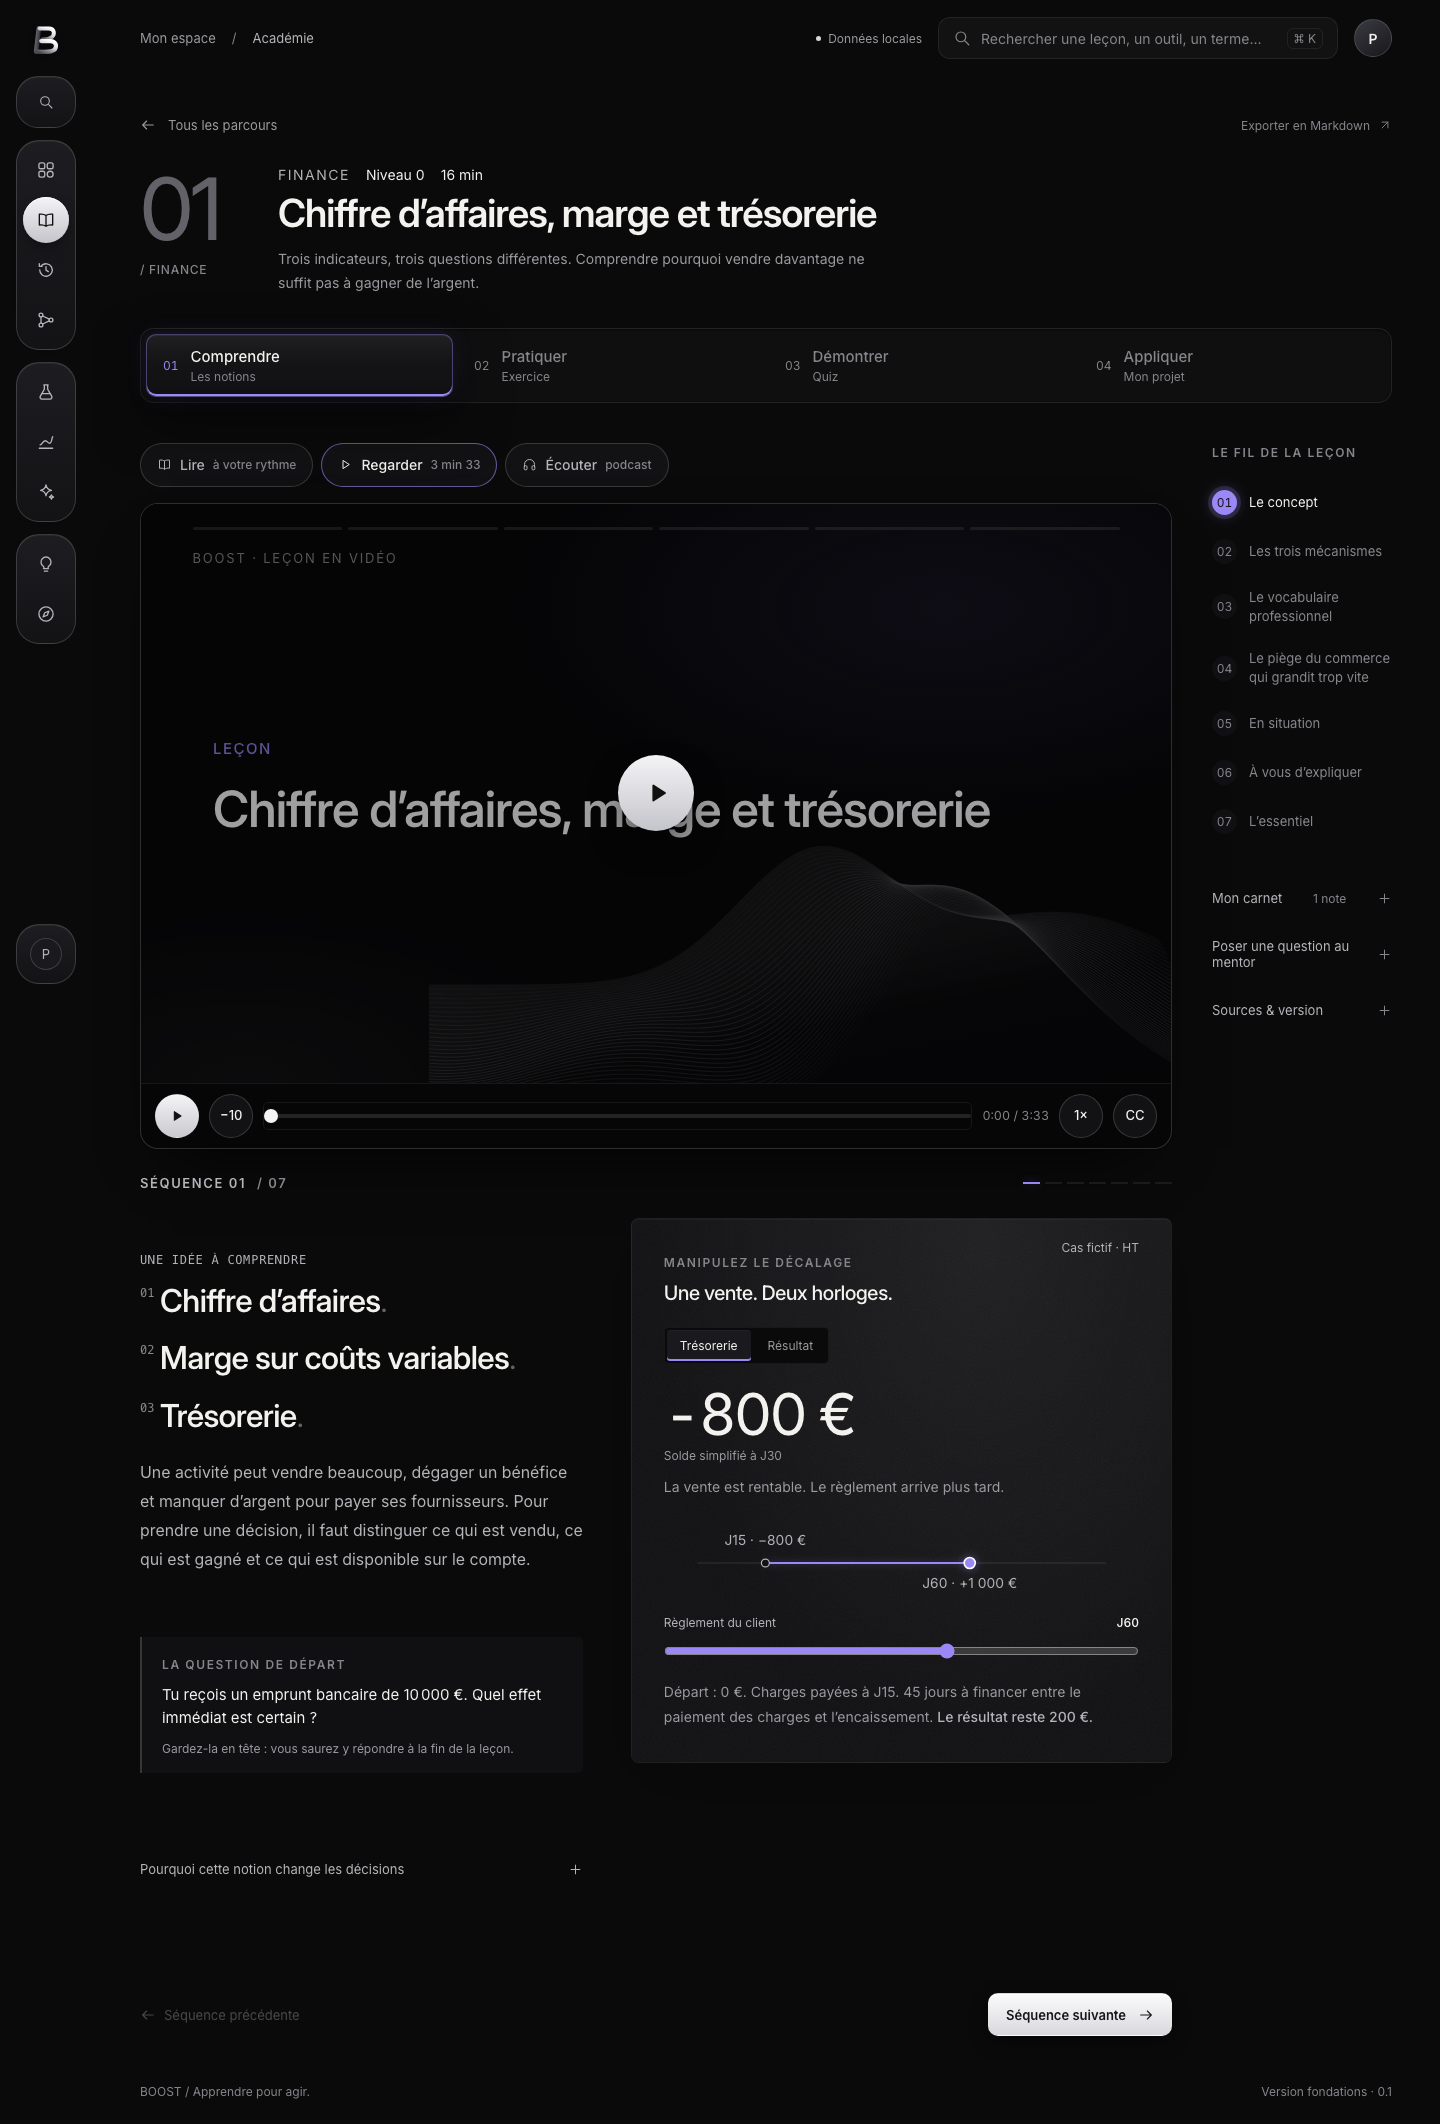 B
Mon espace / Académie
Données locales
Rechercher une leçon, un outil, un terme...
⌘ K
P
← Tous les parcours
Exporter en Markdown ↗
01
/ FINANCE
FINANCE Niveau 0 16 min
Chiffre d’affaires, marge et trésorerie
Trois indicateurs, trois questions différentes. Comprendre pourquoi vendre davantage ne
suffit pas à gagner de l’argent.
01 Comprendre
Les notions
02 Pratiquer
Exercice
03 Démontrer
Quiz
04 Appliquer
Mon projet
Lire à votre rythme
Regarder 3 min 33
Écouter podcast
BOOST · LEÇON EN VIDÉO
LEÇON
Chiffre d’affaires, ge et trésorerie
−10
0:00 / 3:33
1×
CC
LE FIL DE LA LEÇON
01 Le concept
02 Les trois mécanismes
03 Le vocabulaire
professionnel
04 Le piège du commerce
qui grandit trop vite
05 En situation
06 À vous d’expliquer
07 L’essentiel
Mon carnet 1 note +
Poser une question au
mentor +
Sources & version +
P
SÉQUENCE 01 / 07
UNE IDÉE À COMPRENDRE
01 Chiffre d’affaires.
02 Marge sur coûts variables.
03 Trésorerie.
Une activité peut vendre beaucoup, dégager un bénéfice
et manquer d’argent pour payer ses fournisseurs. Pour
prendre une décision, il faut distinguer ce qui est vendu, ce
qui est gagné et ce qui est disponible sur le compte.
LA QUESTION DE DÉPART
Tu reçois un emprunt bancaire de 10 000 €. Quel effet
immédiat est certain ?
Gardez-la en tête : vous saurez y répondre à la fin de la leçon.
Pourquoi cette notion change les décisions +
Cas fictif · HT
MANIPULEZ LE DÉCALAGE
Une vente. Deux horloges.
Trésorerie Résultat
-800 €
Solde simplifié à J30
La vente est rentable. Le règlement arrive plus tard.
J15 · −800 €
J60 · +1 000 €
Règlement du client J60
Départ : 0 €. Charges payées à J15. 45 jours à financer entre le
paiement des charges et l’encaissement. Le résultat reste 200 €.
← Séquence précédente
Séquence suivante →
BOOST / Apprendre pour agir.
Version fondations · 0.1